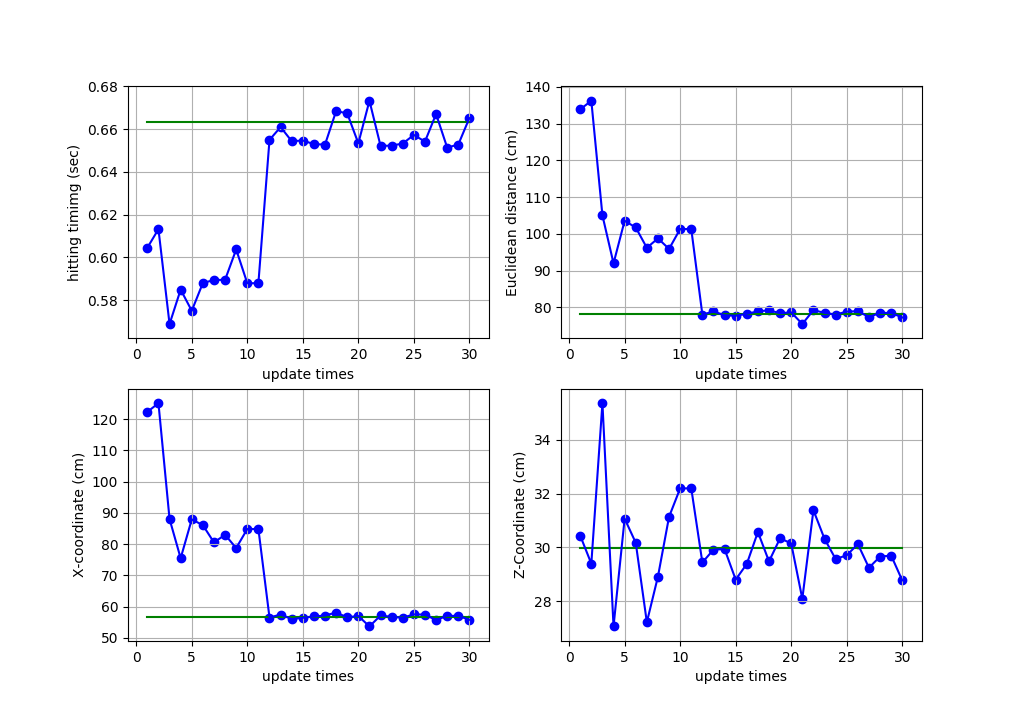 0.68
0.66
0.64
0.62
0.60
0.58
hitting timimg (sec)
0 5 10 15 20 25 30
update times
140
130
120
110
100
90
80
Euclidean distance (cm)
0 5 10 15 20 25 30
update times
120
110
100
90
80
70
60
50
X-coordinate (cm)
0 5 10 15 20 25 30
update times
34
32
30
28
Z-Coordinate (cm)
0 5 10 15 20 25 30
update times